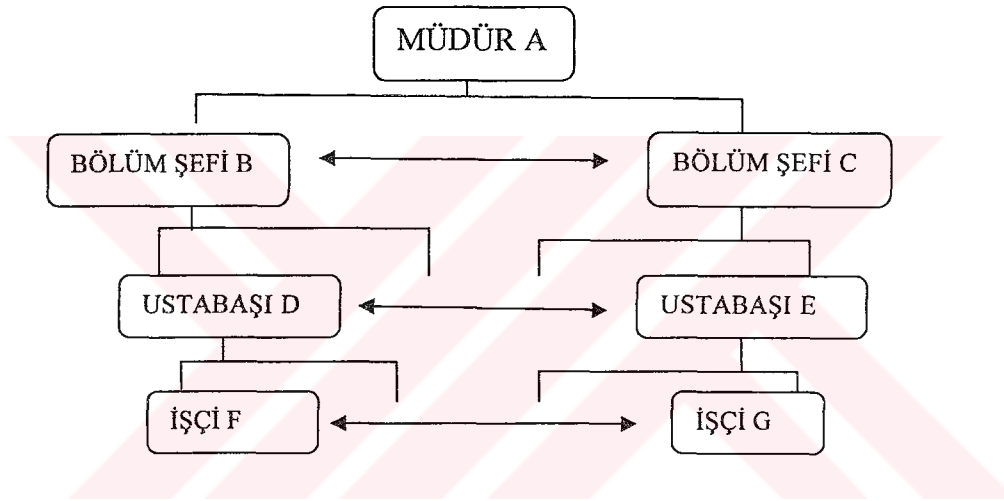 MÜDÜR A
BÖLÜM ŞEFİ B
BÖLÜM ŞEFİ C
USTABAŞI D
USTABAŞI E
İŞÇİ F
İŞÇİ G